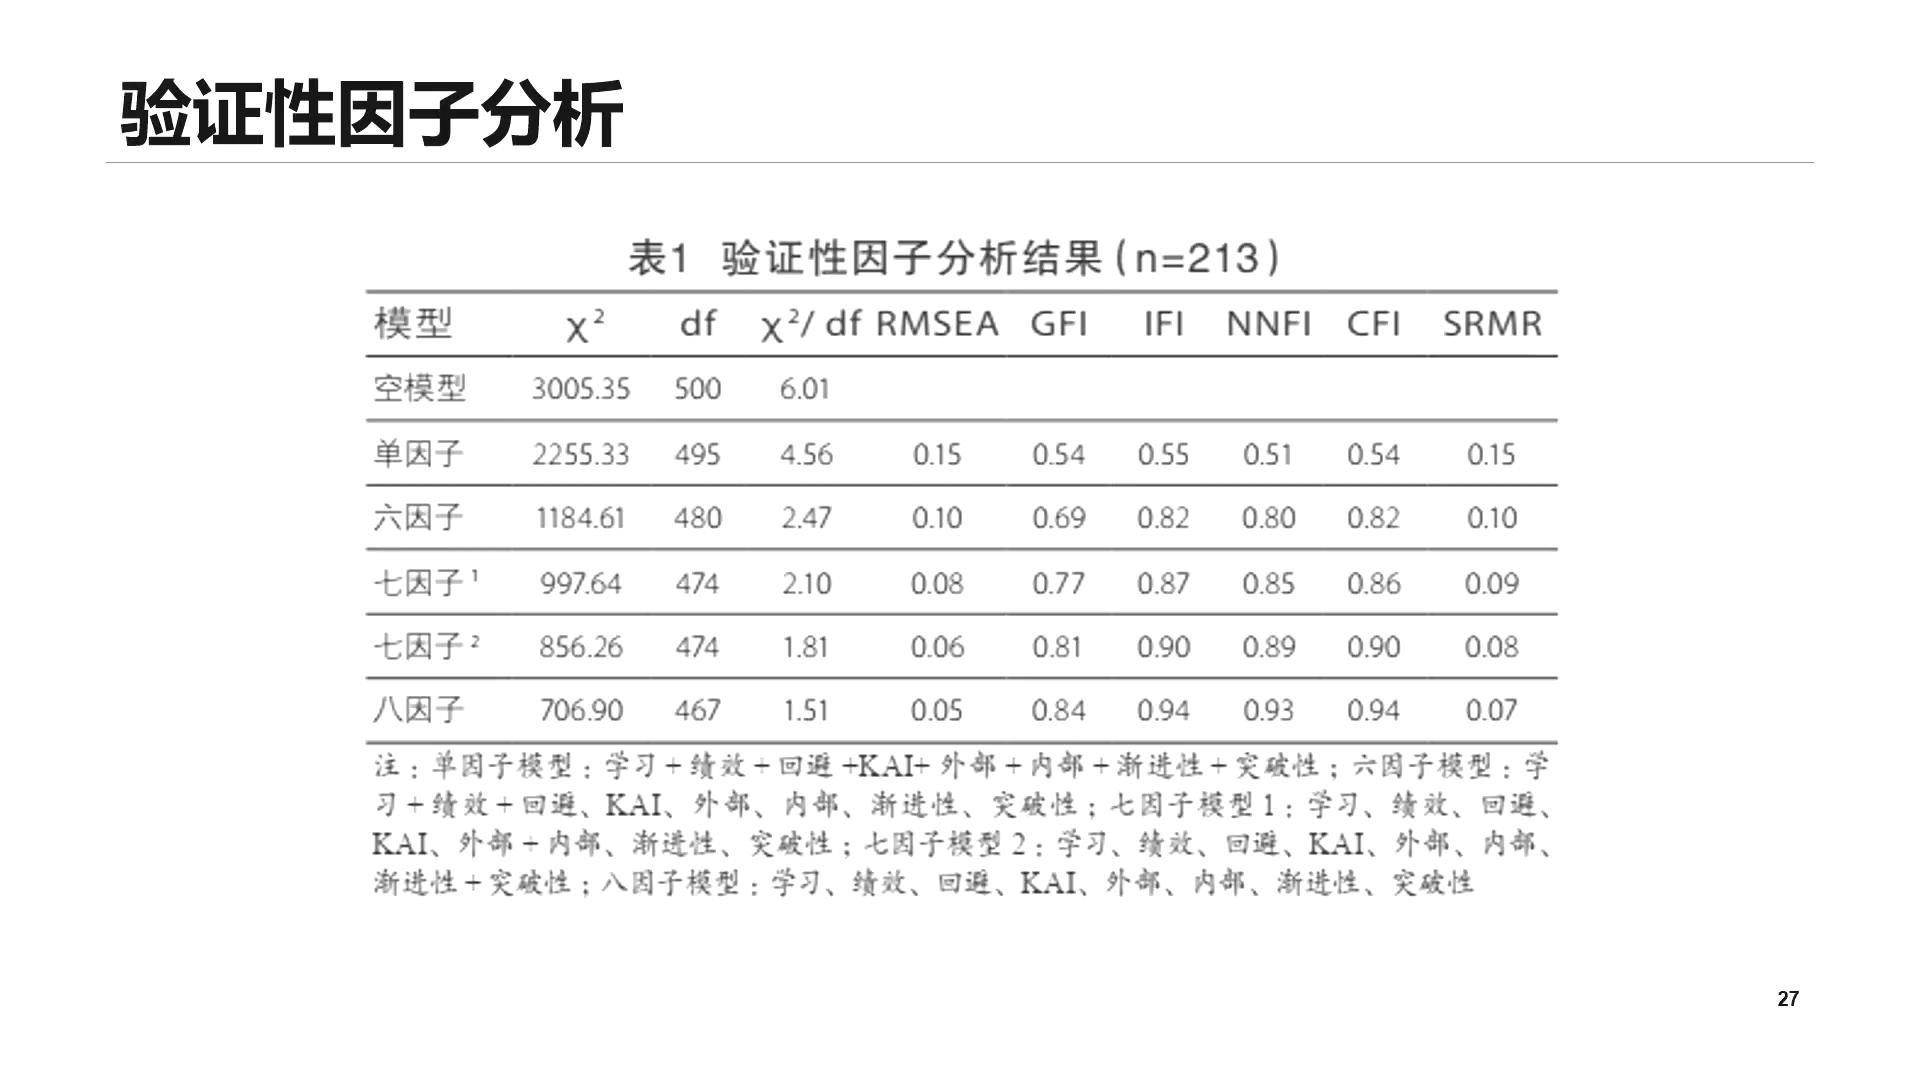 验证性因子分析
表1 验证性因子分析结果(n=213)
模型 χ²  df χ²/ df RMSEA GFI IFI NNFI CFI SRMR
空模型 3005.35 500 6.01
单因子 2255.33 495 4.56 0.15 0.54 0.55 0.51 0.54 0.15
六因子 1184.61 480 2.47 0.10 0.69 0.82 0.80 0.82 0.10
七因子¹ 997.64 474 2.10 0.08 0.77 0.87 0.85 0.86 0.09
七因子² 856.26 474 1.81 0.06 0.81 0.90 0.89 0.90 0.08
八因子 706.90 467 1.51 0.05 0.84 0.94 0.93 0.94 0.07
注：单因子模型：学习+绩效+回避+KAI+外部+内部+渐进性+突破性；六因子模型：学
习+绩效+回避、KAI、外部、内部、渐进性、突破性；七因子模型1：学习、绩效、回避、
KAI、外部+内部、渐进性、突破性；七因子模型2：学习、绩效、回避、KAI、外部、内部、
渐进性+突破性；八因子模型：学习、绩效、回避、KAI、外部、内部、渐进性、突破性
27